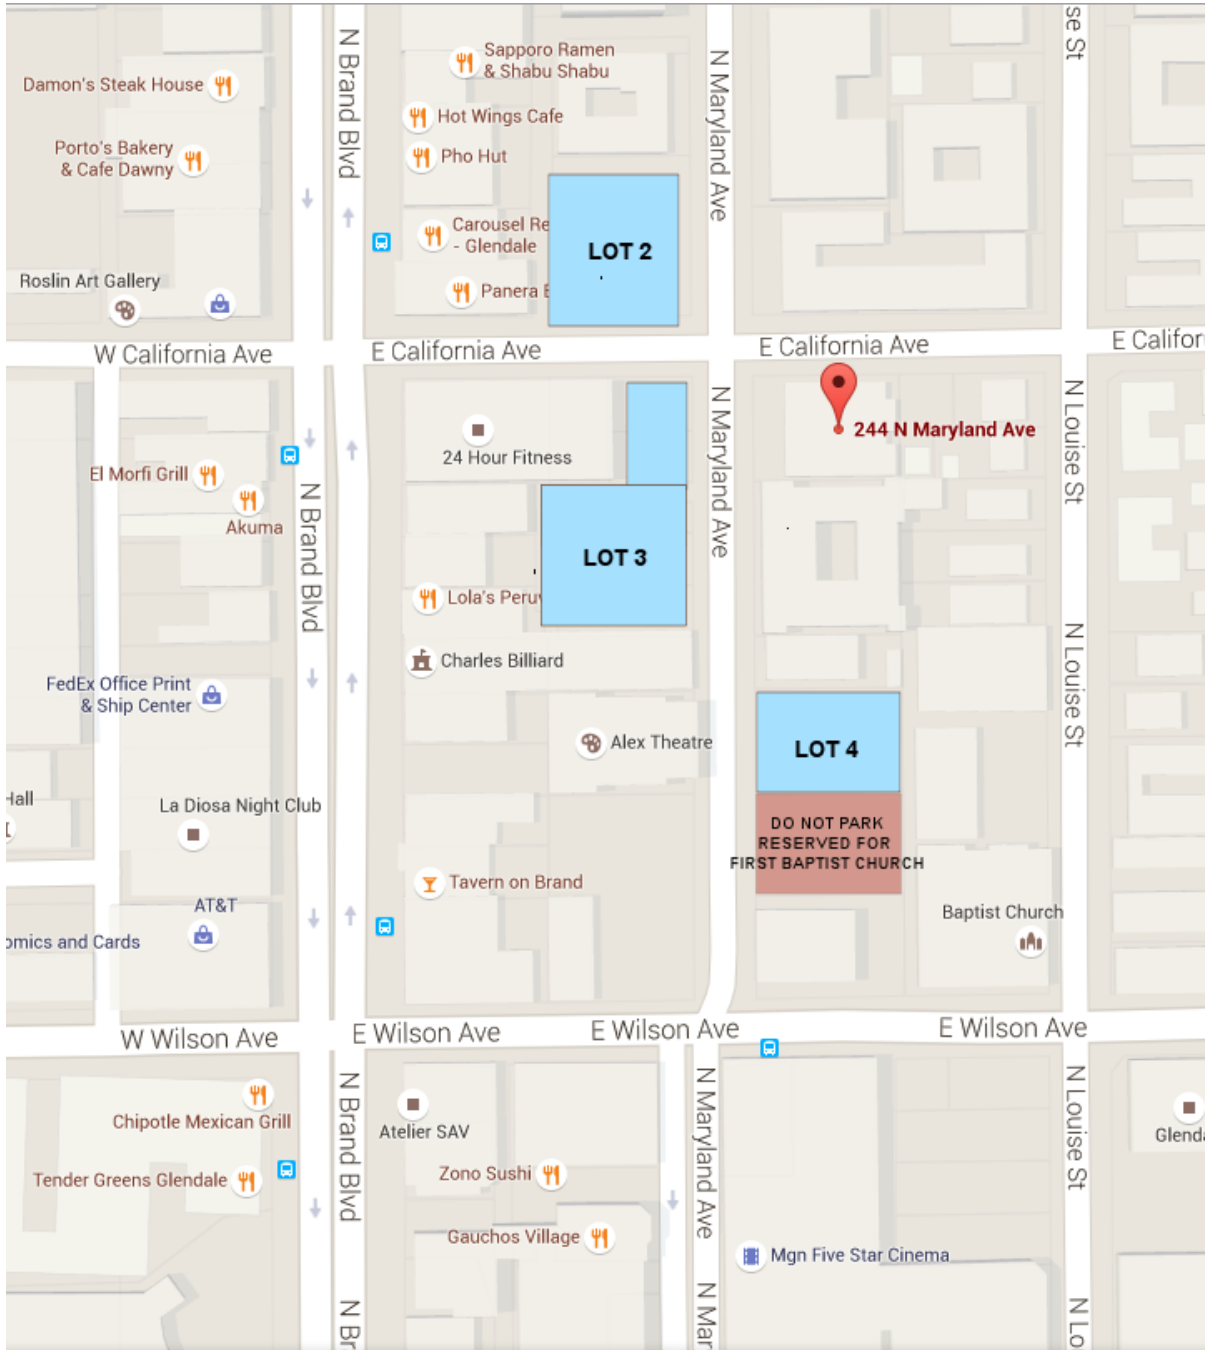 se St
N Brand Blvd
Sapporo Ramen
& Shabu Shabu
N Maryland Ave
Damon's Steak House
Hot Wings Cafe
Porto's Bakery
& Cafe Dawny
Pho Hut
Carousel Re
- Glendale
LOT 2
Roslin Art Gallery
Panera B
W California Ave
E California Ave
E California Ave
E Califor
N Maryland Ave
N Louise St
244 N Maryland Ave
24 Hour Fitness
El Morfi Grill
Akuma
N Brand Blvd
LOT 3
Lola's Peruv
Charles Billiard
N Louise St
FedEx Office Print
& Ship Center
Alex Theatre
LOT 4
Hall
La Diosa Night Club
DO NOT PARK
RESERVED FOR
FIRST BAPTIST CHURCH
Tavern on Brand
AT&T
Baptist Church
omics and Cards
W Wilson Ave
E Wilson Ave
E Wilson Ave
E Wilson Ave
N Brand Blvd
N Maryland Ave
N Louise St
Chipotle Mexican Grill
Atelier SAV
Glenda
Tender Greens Glendale
Zono Sushi
Gauchos Village
Mgn Five Star Cinema
N Br
N Mar
N Lo